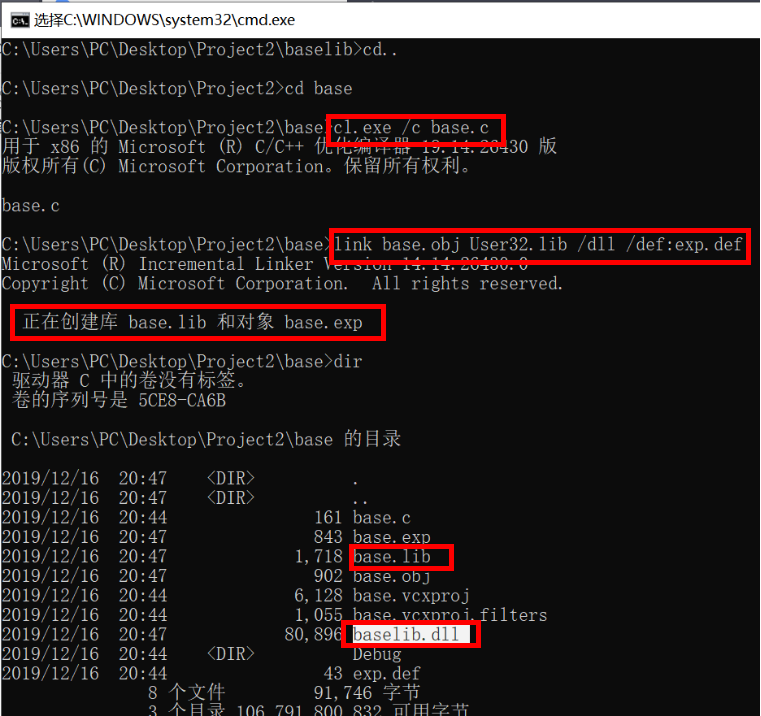 选择C:\WINDOWS\system32\cmd.exe
C:\Users\PC\Desktop\Project2\baselib>cd..
C:\Users\PC\Desktop\Project2>cd base
C:\Users\PC\Desktop\Project2\base>cl.exe /c base.c
用于 x86 的 Microsoft (R) C/C++ 优化编译器 19.14.26430 版
版权所有(C) Microsoft Corporation。保留所有权利。
base.c
C:\Users\PC\Desktop\Project2\base>link base.obj User32.lib /dll /def:exp.def
Microsoft (R) Incremental Linker Version 14.14.26430.0
Copyright (C) Microsoft Corporation.  All rights reserved.
正在创建库 base.lib 和对象 base.exp
C:\Users\PC\Desktop\Project2\base>dir
驱动器 C 中的卷没有标签。
卷的序列号是 5CE8-CA6B
C:\Users\PC\Desktop\Project2\base 的目录
2019/12/16  20:47    <DIR>          .
2019/12/16  20:47    <DIR>          ..
2019/12/16  20:44               161 base.c
2019/12/16  20:47               843 base.exp
2019/12/16  20:47             1,718 base.lib
2019/12/16  20:47               902 base.obj
2019/12/16  20:44             6,128 base.vcxproj
2019/12/16  20:44             1,055 base.vcxproj.filters
2019/12/16  20:47            80,896 baselib.dll
2019/12/16  20:44    <DIR>          Debug
2019/12/16  20:44                43 exp.def
8 个文件         91,746 字节
3 个目录 106,791,800,832 可用字节